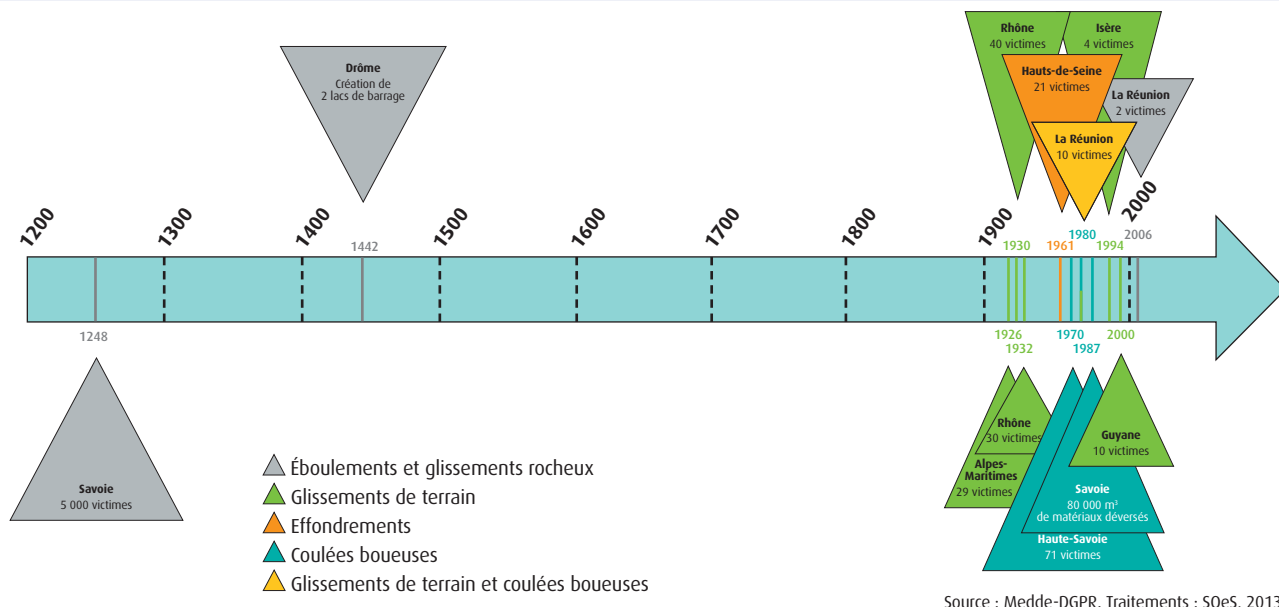 Drôme
Création de
2 lacs de barrage
Rhône
40 victimes
Isère
4 victimes
Hauts-de-Seine
21 victimes
La Réunion
2 victimes
La Réunion
10 victimes
1200
1300
1400
1500
1600
1700
1800
1900
2000
1442
1930
1961
1980
1994
2006
1248
1926
1932
1970
1987
2000
Savoie
5 000 victimes
Rhône
30 victimes
Alpes-
Maritimes
29 victimes
Guyane
10 victimes
Savoie
80 000 m³
de matériaux déversés
Haute-Savoie
71 victimes
Éboulements et glissements rocheux
Glissements de terrain
Effondrements
Coulées boueuses
Glissements de terrain et coulées boueuses
Source : Medde-DGPR. Traitements : SOeS, 2013